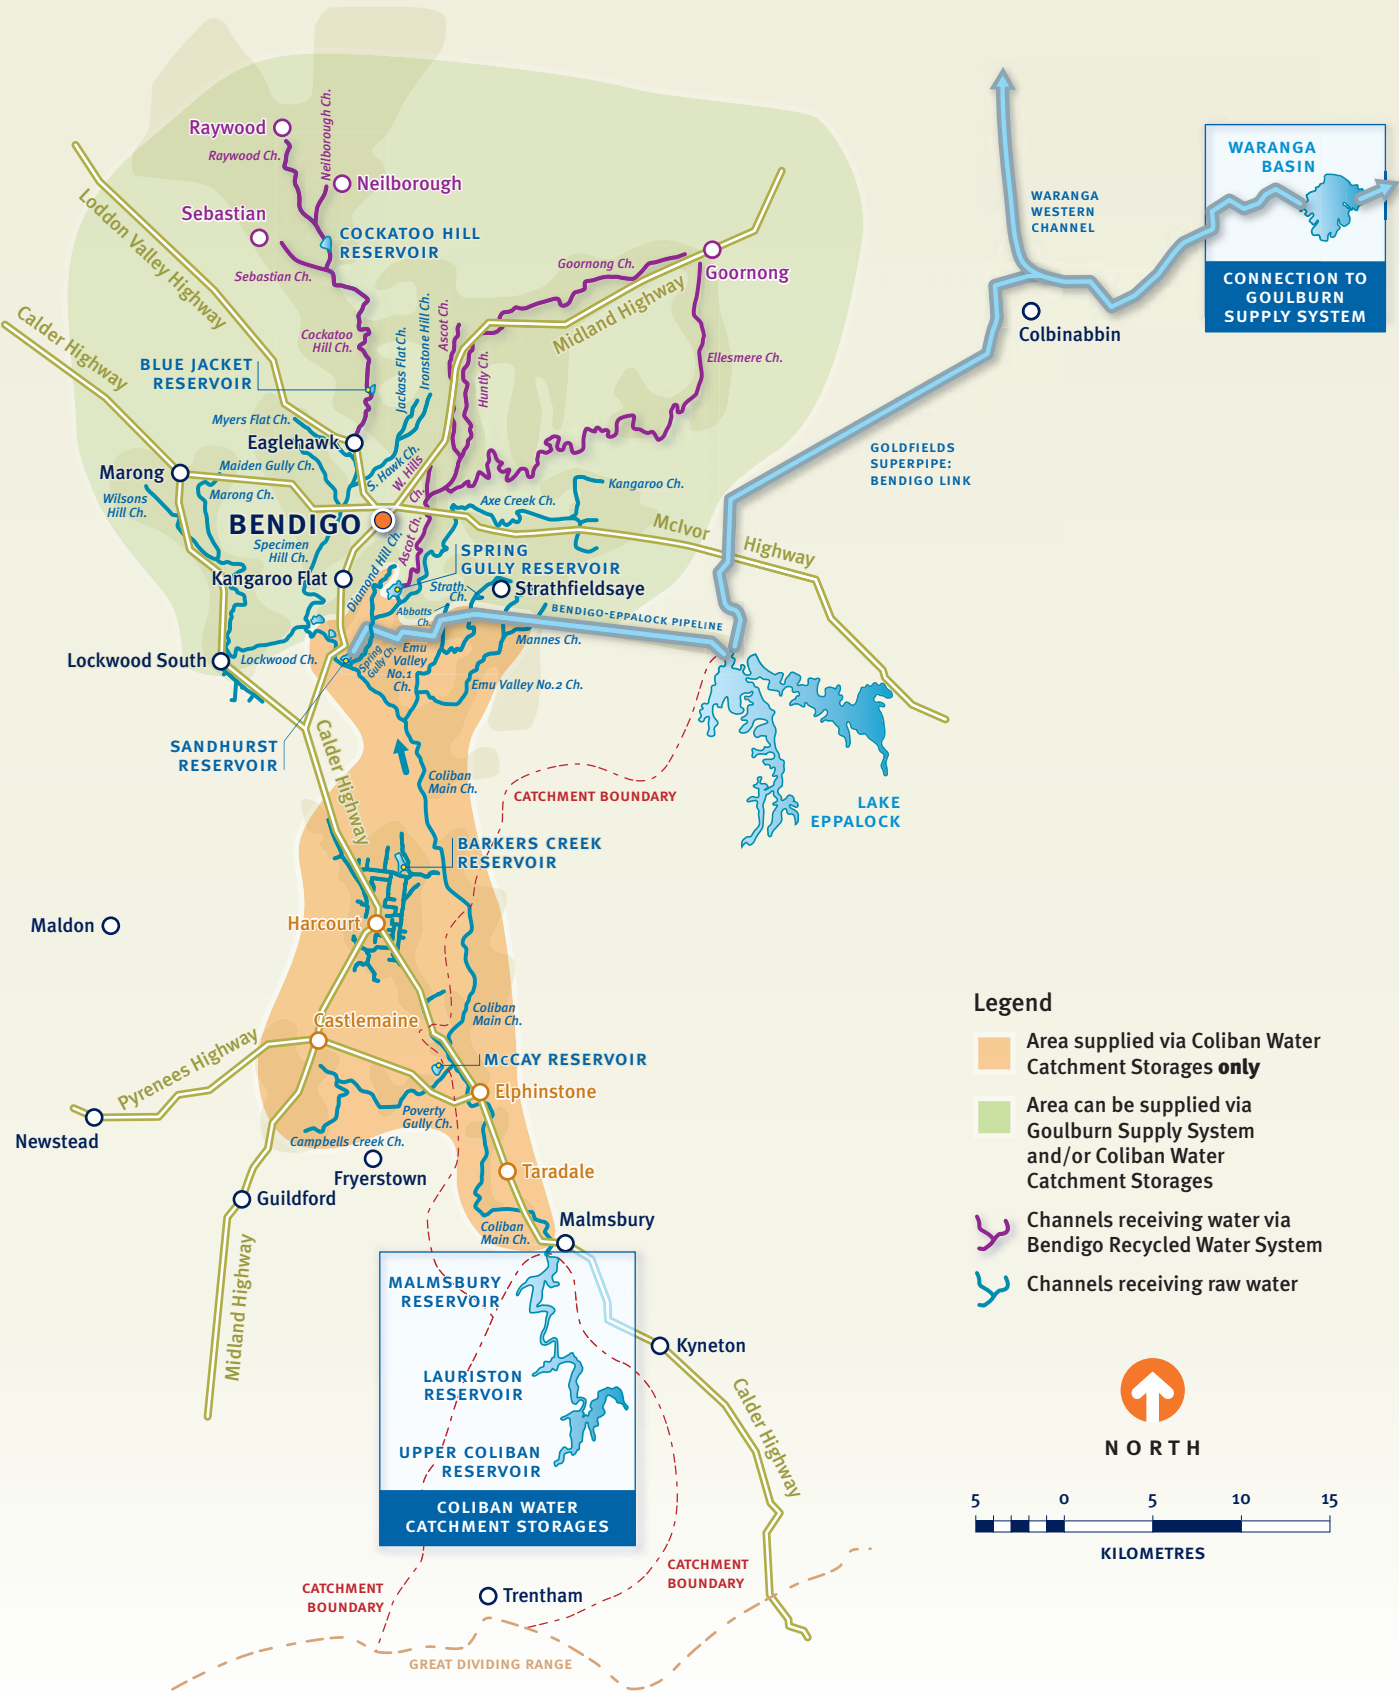 Raywood
Raywood Ch.
Neilborough Ch.
Neilborough
Sebastian
Sebastian Ch.
COCKATOO HILL
RESERVOIR
Loddon Valley Highway
Calder Highway
Cockatoo
Hill Ch.
BLUE JACKET
RESERVOIR
Jackass Flat Ch.
Ironstone Hill Ch.
Ascot Ch.
Huntly Ch.
Goornong Ch.
Goornong
Midland Highway
Ellesmere Ch.
WARANGA
WESTERN
CHANNEL
WARANGA
BASIN
CONNECTION TO
GOULBURN
SUPPLY SYSTEM
Colbinabbin
GOLDFIELDS
SUPERPIPE:
BENDIGO LINK
Myers Flat Ch.
Eaglehawk
Marong
Maiden Gully Ch.
Marong Ch.
Wilsons
Hill Ch.
S. Hawk Ch.
W. Hills
Ch.
BENDIGO
Axe Creek Ch.
Kangaroo Ch.
McIvor Highway
Specimen
Hill Ch.
Diamond Hill Ch.
Ascot Ch.
SPRING
GULLY RESERVOIR
Kangaroo Flat
Strath.
Ch.
Strathfieldsaye
Abbotts
Ch.
BENDIGO-EPPALOCK PIPELINE
Mannes Ch.
Lockwood South
Lockwood Ch.
Spring
Gully Ch.
Emu
Valley
No.1
Ch.
Emu Valley No.2 Ch.
SANDHURST
RESERVOIR
Calder Highway
Coliban
Main Ch.
CATCHMENT BOUNDARY
LAKE
EPPALOCK
BARKERS CREEK
RESERVOIR
Maldon
Harcourt
Coliban
Main Ch.
Castlemaine
Pyrenees Highway
McCAY RESERVOIR
Elphinstone
Newstead
Poverty
Gully Ch.
Campbells Creek Ch.
Fryerstown
Taradale
Guildford
Midland Highway
Coliban
Main Ch.
Malmsbury
MALMSBURY
RESERVOIR
LAURISTON
RESERVOIR
UPPER COLIBAN
RESERVOIR
COLIBAN WATER
CATCHMENT STORAGES
Kyneton
Calder Highway
CATCHMENT
BOUNDARY
CATCHMENT
BOUNDARY
Trentham
GREAT DIVIDING RANGE
Legend
Area supplied via Coliban Water
Catchment Storages only
Area can be supplied via
Goulburn Supply System
and/or Coliban Water
Catchment Storages
Channels receiving water via
Bendigo Recycled Water System
Channels receiving raw water
NORTH
5 0 5 10 15
KILOMETRES